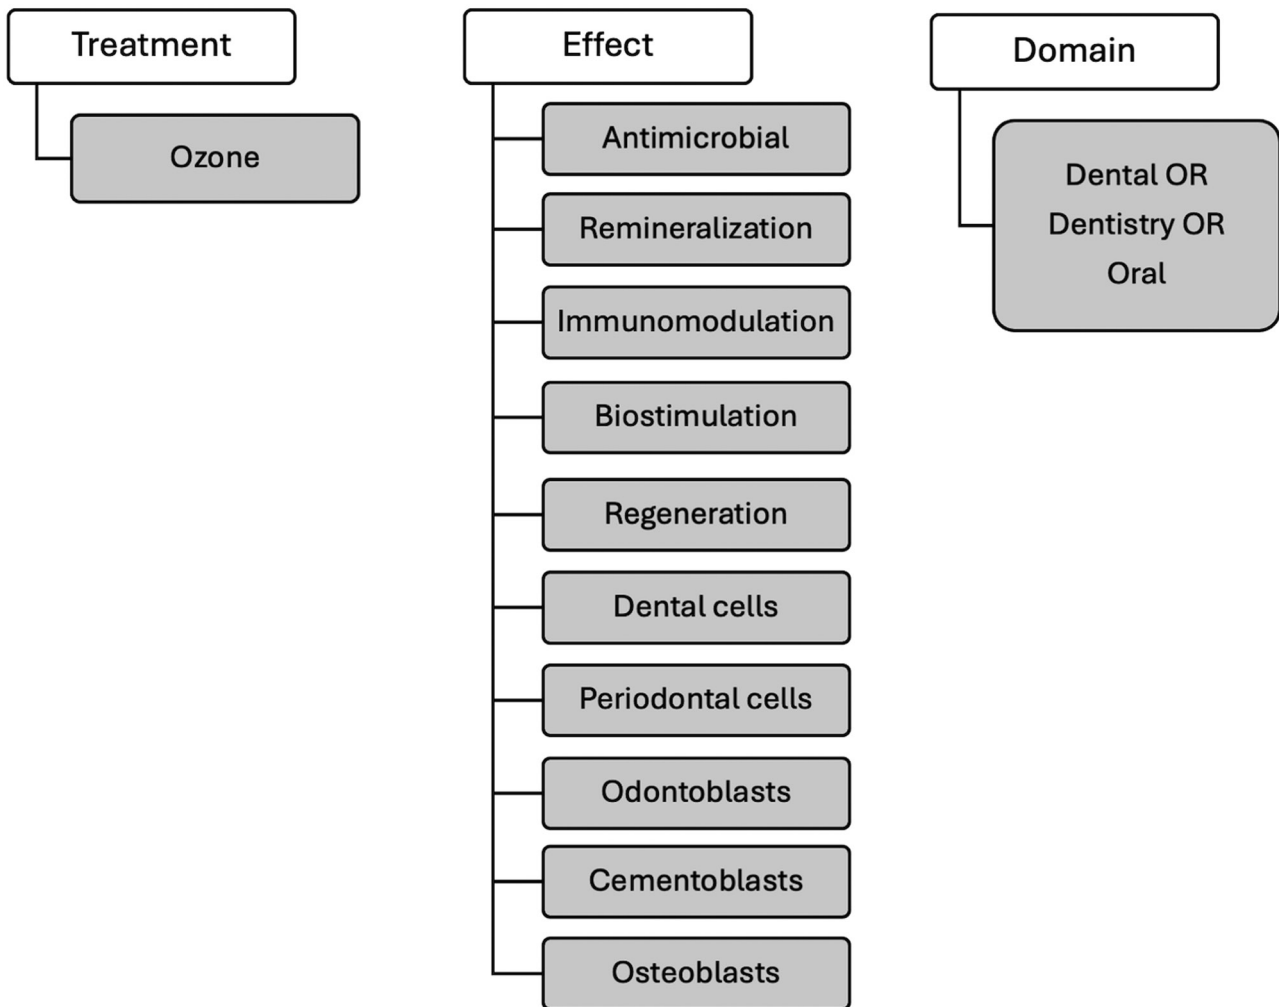 Treatment
Ozone
Effect
Antimicrobial
Remineralization
Immunomodulation
Biostimulation
Regeneration
Dental cells
Periodontal cells
Odontoblasts
Cementoblasts
Osteoblasts
Domain
Dental OR
Dentistry OR
Oral